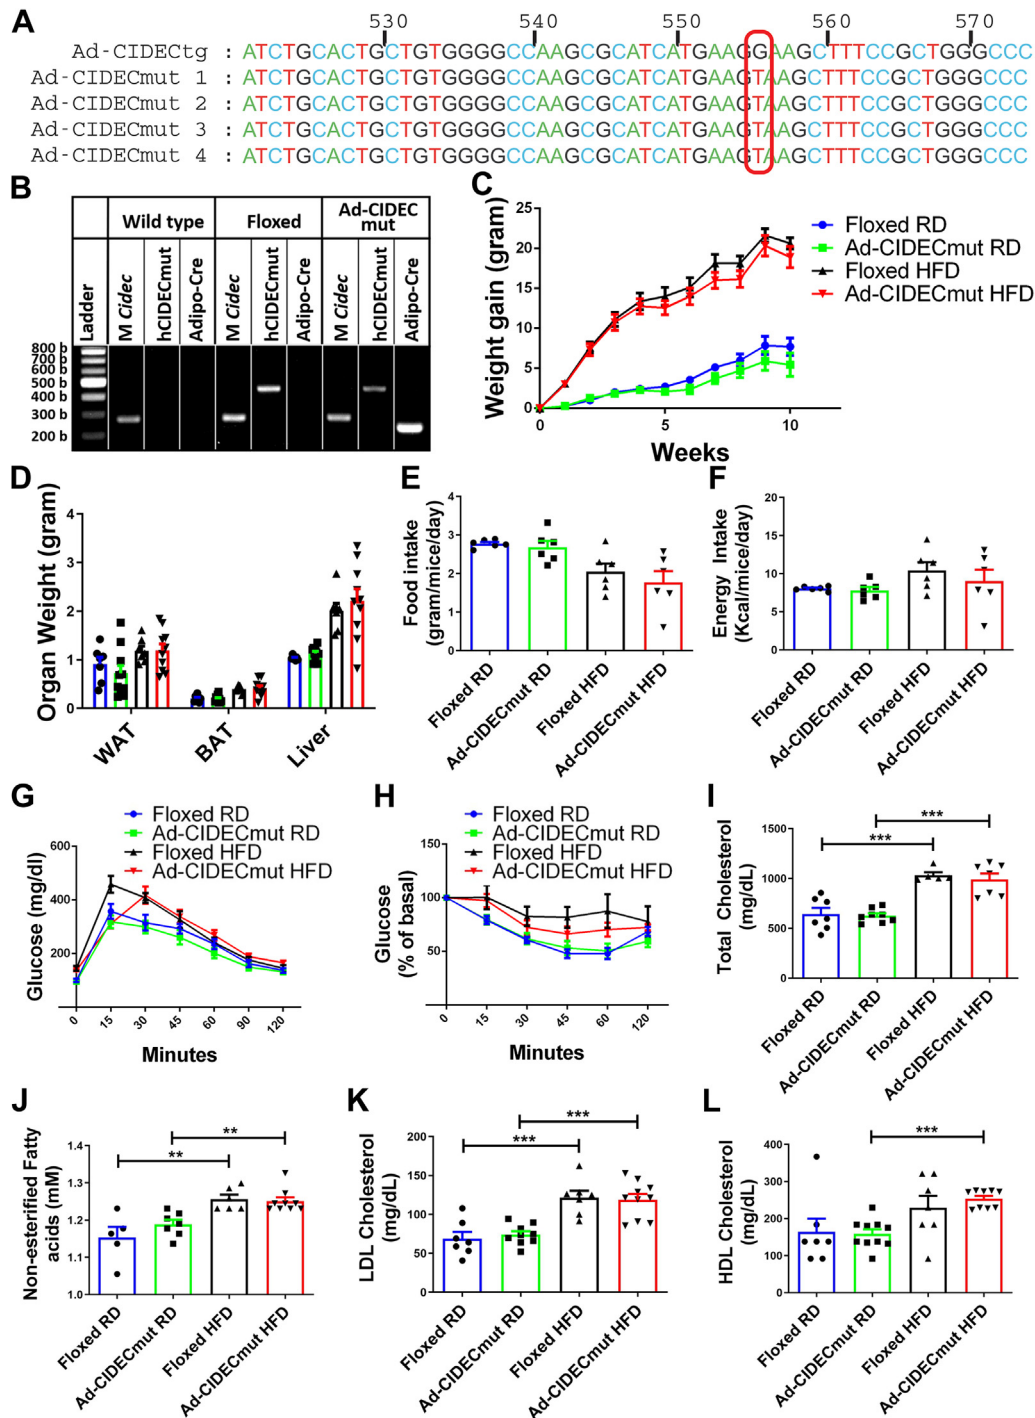 A
530 540 550 560 570
Ad-CIDECtg : ATCTGCACTGCTGTGGGGCCAAGCGCATCATGAAGGAAGCTTTCCGCTGGGCCC
Ad-CIDECmut 1 : ATCTGCACTGCTGTGGGGCCAAGCGCATCATGAAGTAAGCTTTCCGCTGGGCCC
Ad-CIDECmut 2 : ATCTGCACTGCTGTGGGGCCAAGCGCATCATGAAGTAAGCTTTCCGCTGGGCCC
Ad-CIDECmut 3 : ATCTGCACTGCTGTGGGGCCAAGCGCATCATGAAGTAAGCTTTCCGCTGGGCCC
Ad-CIDECmut 4 : ATCTGCACTGCTGTGGGGCCAAGCGCATCATGAAGTAAGCTTTCCGCTGGGCCC
B
Wild type Floxed Ad-CIDEC
mut
Ladder M Cidec hCIDECmut Adipo-Cre M Cidec hCIDECmut Adipo-Cre M Cidec hCIDECmut Adipo-Cre
800 b
700 b
600 b
500 b
400 b
300 b
200 b
C
Weight gain (gram)
25
20
15
10
5
0
0 5 10
Weeks
Floxed RD
Ad-CIDECmut RD
Floxed HFD
Ad-CIDECmut HFD
D
Organ Weight (gram)
4
3
2
1
0
WAT BAT Liver
E
Food intake
(gram/mice/day)
4
3
2
1
0
Floxed RD Ad-CIDECmut RD Floxed HFD Ad-CIDECmut HFD
F
Energy Intake
(Kcal/mice/day)
20
15
10
5
0
Floxed RD Ad-CIDECmut RD Floxed HFD Ad-CIDECmut HFD
G
Floxed RD
Ad-CIDECmut RD
Floxed HFD
Ad-CIDECmut HFD
Glucose (mg/dl)
600
400
200
0 15 30 45 60 90 120
Minutes
H
Floxed RD
Ad-CIDECmut RD
Floxed HFD
Ad-CIDECmut HFD
Glucose
(% of basal)
150
100
50
0 15 30 45 60 120
Minutes
I
Total Cholesterol
(mg/dL)
1500
1000
500
0
***
***
Floxed RD Ad-CIDECmut RD Floxed HFD Ad-CIDECmut HFD
J
Non-esterified Fatty
acids (mM)
1.4
1.3
1.2
1.1
1.0
**
**
Floxed RD Ad-CIDECmut RD Floxed HFD Ad-CIDECmut HFD
K
LDL Cholesterol
(mg/dL)
200
150
100
50
0
***
***
Floxed RD Ad-CIDECmut RD Floxed HFD Ad-CIDECmut HFD
L
HDL Cholesterol
(mg/dL)
400
300
200
100
0
***
Floxed RD Ad-CIDECmut RD Floxed HFD Ad-CIDECmut HFD